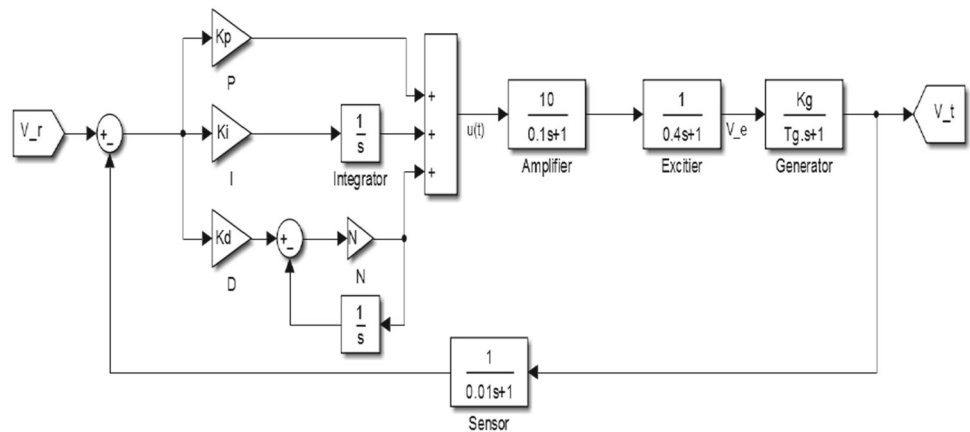 Kp
P
V_r
+
-
Ki
I
1
s
Integrator
+
+
+
u(t)
10
0.1s+1
Amplifier
1
0.4s+1
Excitier
V_e
Kg
Tg.s+1
Generator
V_t
Kd
D
+
-
N
N
1
s
1
0.01s+1
Sensor